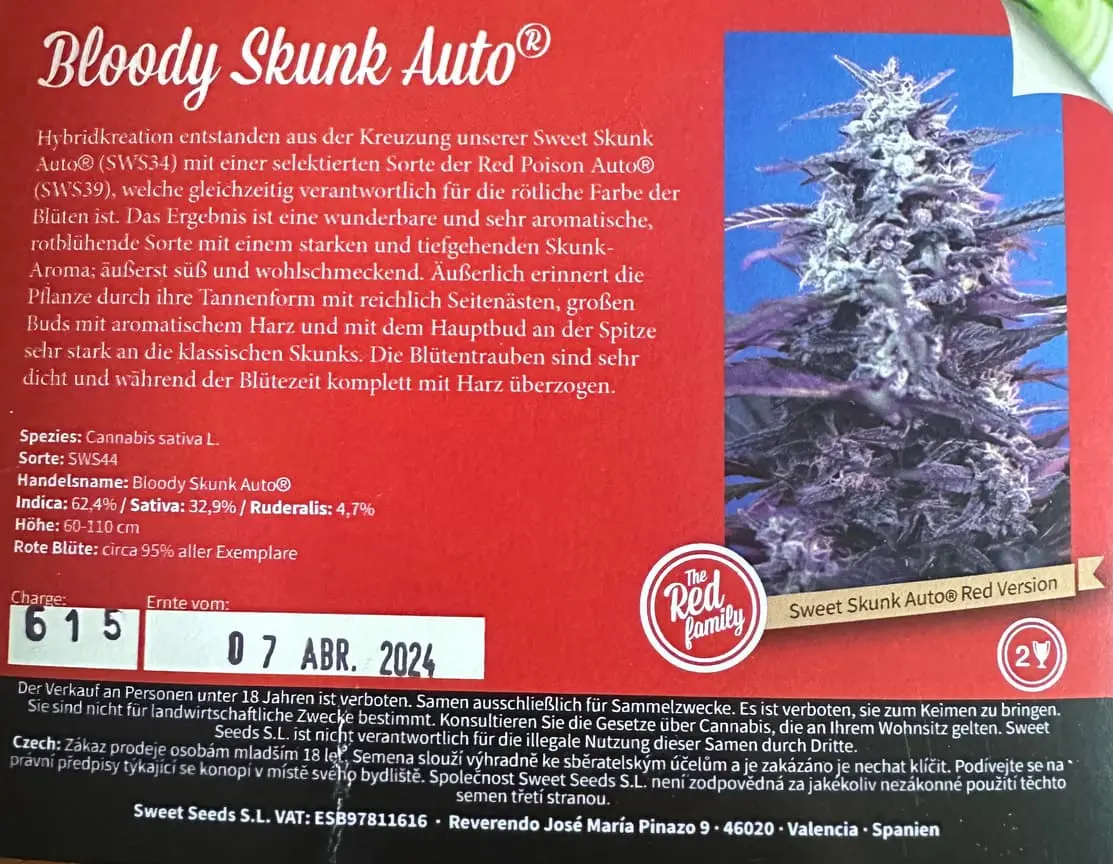 Bloody Skunk Auto®
Hybridkreation entstanden aus der Kreuzung unserer Sweet Skunk
Auto® (SWS34) mit einer selektierten Sorte der Red Poison Auto®
(SWS39), welche gleichzeitig verantwortlich für die rötliche Farbe der
Blüten ist. Das Ergebnis ist eine wunderbare und sehr aromatische,
rotblühende Sorte mit einem starken und tiefgehenden Skunk-
Aroma; äußerst süß und wohlschmeckend. Äußerlich erinnert die
Pflanze durch ihre Tannenform mit reichlich Seitenästen, großen
Buds mit aromatischem Harz und mit dem Hauptbud an der Spitze
sehr stark an die klassischen Skunks. Die Blütentrauben sind sehr
dicht und während der Blütezeit komplett mit Harz überzogen.
Spezies: Cannabis sativa L.
Sorte: SWS44
Handelsname: Bloody Skunk Auto®
Indica: 62,4% / Sativa: 32,9% / Ruderalis: 4,7%
Höhe: 60-110 cm
Rote Blüte: circa 95% aller Exemplare
Charge:
615
Ernte vom:
07 ABR. 2024
The
Red
family
Sweet Skunk Auto® Red Version
2
Der Verkauf an Personen unter 18 Jahren ist verboten. Samen ausschließlich für Sammelzwecke. Es ist verboten, sie zum Keimen zu bringen.
Sie sind nicht für landwirtschaftliche Zwecke bestimmt. Konsultieren Sie die Gesetze über Cannabis, die an Ihrem Wohnsitz gelten. Sweet
Seeds S.L. ist nicht verantwortlich für die illegale Nutzung dieser Samen durch Dritte.
Czech: Zákaz prodeje osobám mladším 18 let. Semena slouží výhradně ke sběratelským účelům a je zakázáno je nechat klíčit. Podívejte se na
právní předpisy týkající se konopí v místě svého bydliště. Společnost Sweet Seeds S.L. není zodpovědná za jakékoliv nezákonné použití těchto
semen třetí stranou.
Sweet Seeds S.L. VAT: ESB97811616 · Reverendo José María Pinazo 9 · 46020 · Valencia · Spanien